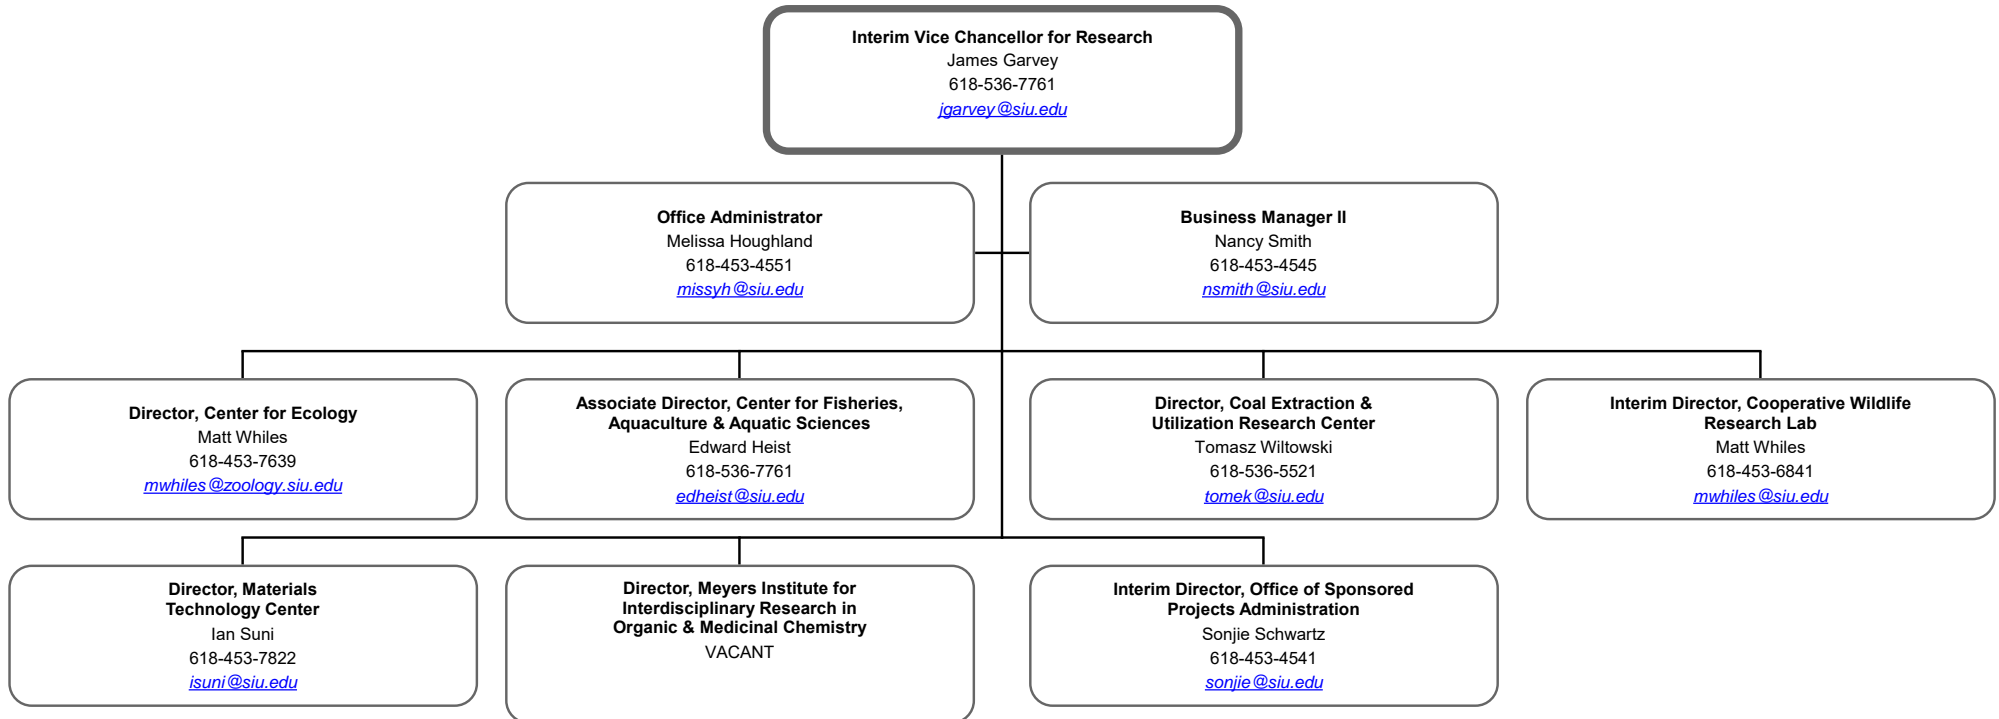 Interim Vice Chancellor for Research
James Garvey
618-536-7761
jgarvey@siu.edu
Office Administrator
Melissa Houghland
618-453-4551
missyh@siu.edu
Business Manager II
Nancy Smith
618-453-4545
nsmith@siu.edu
Director, Center for Ecology
Matt Whiles
618-453-7639
mwhiles@zoology.siu.edu
Associate Director, Center for Fisheries,
Aquaculture & Aquatic Sciences
Edward Heist
618-536-7761
edheist@siu.edu
Director, Coal Extraction &
Utilization Research Center
Tomasz Wiltowski
618-536-5521
tomek@siu.edu
Interim Director, Cooperative Wildlife
Research Lab
Matt Whiles
618-453-6841
mwhiles@siu.edu
Director, Materials
Technology Center
Ian Suni
618-453-7822
isuni@siu.edu
Director, Meyers Institute for
Interdisciplinary Research in
Organic & Medicinal Chemistry
VACANT
Interim Director, Office of Sponsored
Projects Administration
Sonjie Schwartz
618-453-4541
sonjie@siu.edu